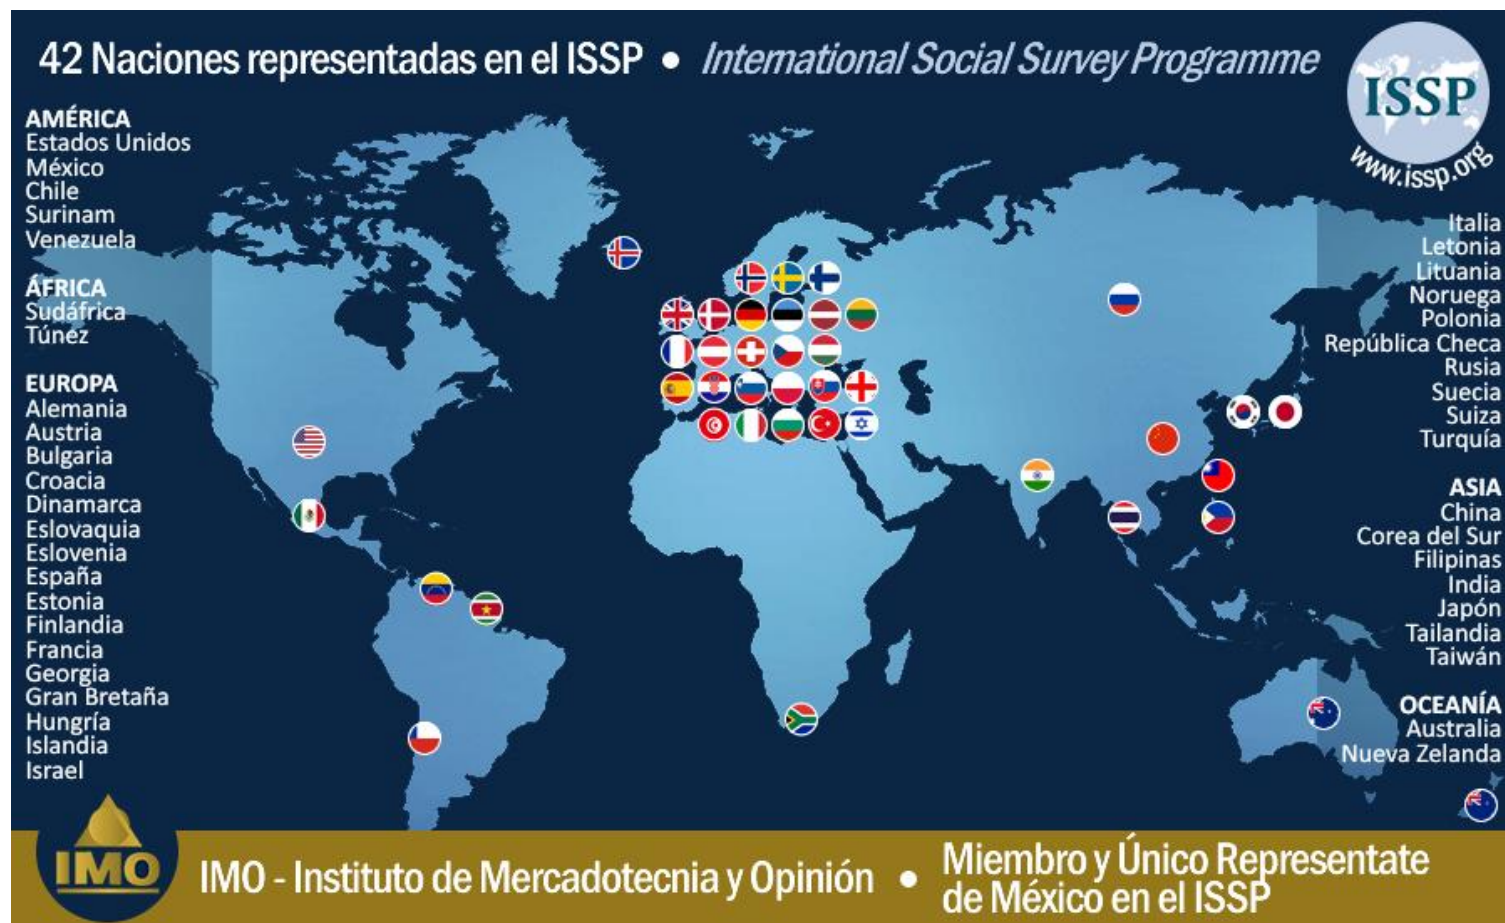 42 Naciones representadas en el ISSP • International Social Survey Programme
ISSP
www.issp.org
AMÉRICA
Estados Unidos
México
Chile
Surinam
Venezuela
ÁFRICA
Sudáfrica
Túnez
EUROPA
Alemania
Austria
Bulgaria
Croacia
Dinamarca
Eslovaquia
Eslovenia
España
Estonia
Finlandia
Francia
Georgia
Gran Bretaña
Hungría
Islandia
Israel
Italia
Letonia
Lituania
Noruega
Polonia
República Checa
Rusia
Suecia
Suiza
Turquía
ASIA
China
Corea del Sur
Filipinas
India
Japón
Tailandia
Taiwán
OCEANÍA
Australia
Nueva Zelanda
IMO
IMO - Instituto de Mercadotecnia y Opinión •
Miembro y Único Representate
de México en el ISSP